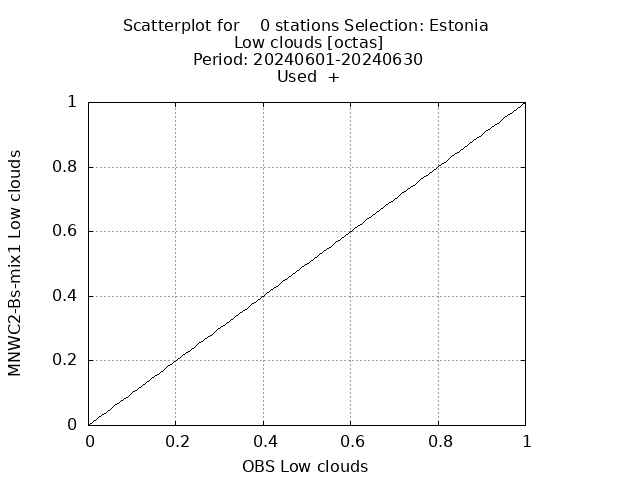 Scatterplot for    0 stations Selection: Estonia
Low clouds [octas]
Period: 20240601-20240630
Used  +
MNWC2-Bs-mix1 Low clouds
1
0.8
0.6
0.4
0.2
0
0 0.2 0.4 0.6 0.8 1
OBS Low clouds